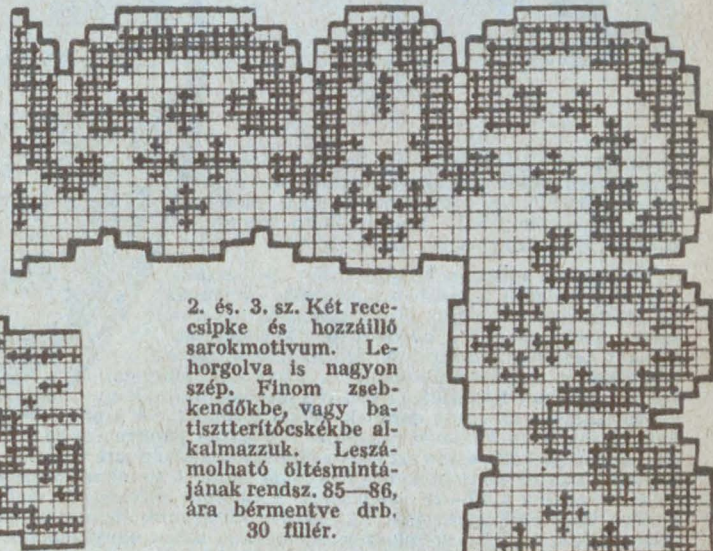 2. és. 3. sz. Két rece-
csipke és hozzáillő
sarokmotivum. Le-
horgolva is nagyon
szép. Finom zseb-
kendőkbe, vagy ba-
tisztterítőcskékbe al-
kalmazzuk. Leszá-
molható öltésmintá-
jának rendsz. 85—86,
ára bérmentve drb.
30 fillér.